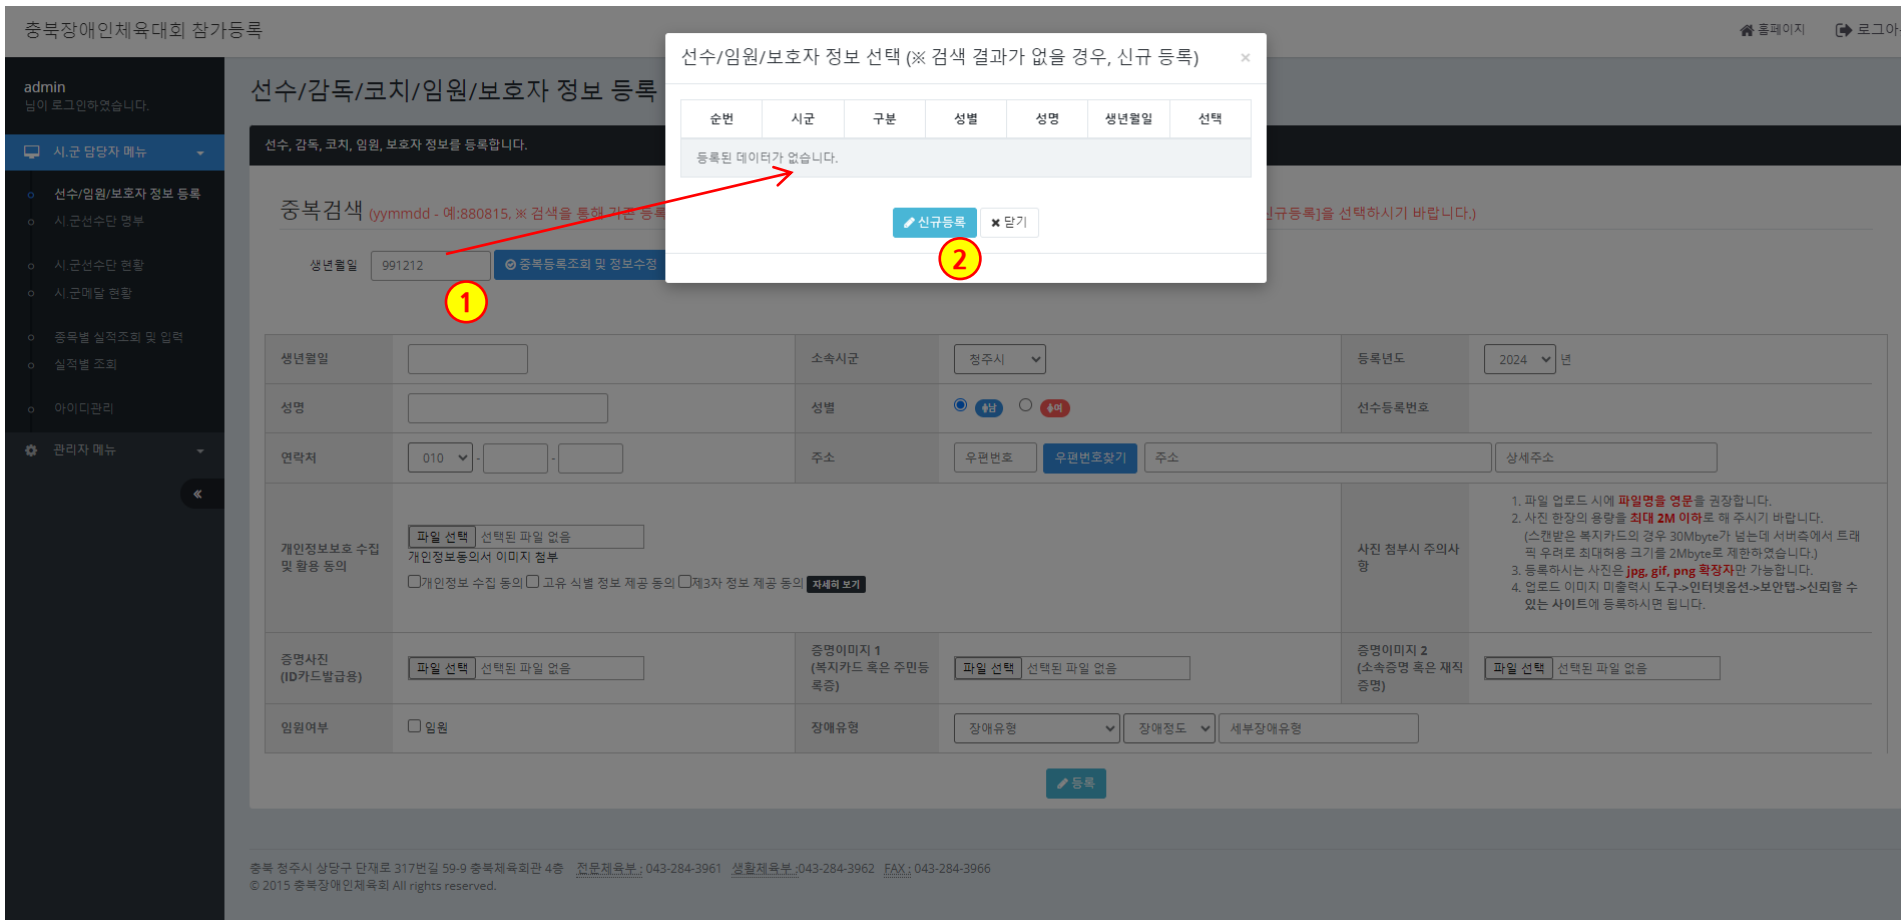 충북장애인체육대회 참가등록
홈페이지
로그아
admin
님이 로그인하였습니다.
시.군 담당자 메뉴
선수/임원/보호자 정보 등록
시.군선수단 명부
시.군선수단 현황
시.군메달 현황
종목별 실적조회 및 입력
실적별 조회
아이디관리
관리자 메뉴
선수/감독/코치/임원/보호자 정보 등록
선수, 감독, 코치, 임원, 보호자 정보를 등록합니다.
선수/임원/보호자 정보 선택 (※ 검색 결과가 없을 경우, 신규 등록) ×
순번 시군 구분 성별 성명 생년월일 선택
등록된 데이터가 없습니다.
신규등록 ✖ 닫기
2
중복검색 (yymmdd - 예:880815, ※ 검색을 통해 기존 등록
신규등록]을 선택하시기 바랍니다.)
생년월일 991212 중복등록조회 및 정보수정
1
생년월일 소속시군 청주시 등록년도 2024 년
성명 성별 남 여 선수등록번호
연락처 010 - - 주소 우편번호 우편번호찾기 주소 상세주소
개인정보보호 수집
및 활용 동의
파일 선택 선택된 파일 없음
개인정보동의서 이미지 첨부
개인정보 수집 동의 고유 식별 정보 제공 동의 제3자 정보 제공 동의 자세히 보기
사진 첨부시 주의사
항
1. 파일 업로드 시에 파일명을 영문을 권장합니다.
2. 사진 한장의 용량을 최대 2M 이하로 해 주시기 바랍니다.
(스캔받은 복지카드의 경우 30Mbyte가 넘는데 서버측에서 트래
픽 우려로 최대허용 크기를 2Mbyte로 제한하였습니다.)
3. 등록하시는 사진은 jpg, gif, png 확장자만 가능합니다.
4. 업로드 이미지 미출력시 도구->인터넷옵션->보안탭->신뢰할 수
있는 사이트에 등록하시면 됩니다.
증명사진
(ID카드발급용)
파일 선택 선택된 파일 없음
증명이미지 1
(복지카드 혹은 주민등
록증)
파일 선택 선택된 파일 없음
증명이미지 2
(소속증명 혹은 재직
증명)
파일 선택 선택된 파일 없음
임원여부 임원 장애유형 장애유형 장애정도 세부장애유형
등록
충북 청주시 상당구 단재로 317번길 59-9 충북체육회관 4층 전문체육부 : 043-284-3961 생활체육부 :043-284-3962 FAX : 043-284-3966
© 2015 충북장애인체육회 All rights reserved.